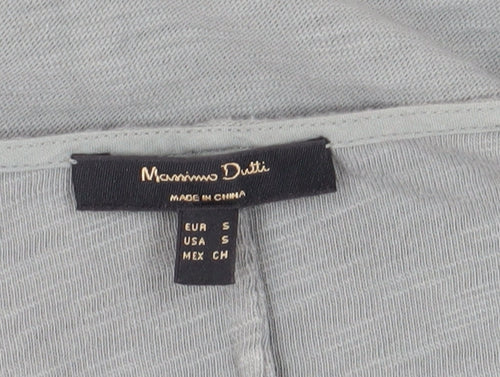 Massimo Dutti
MADE IN CHINA
EUR S
USA S
MEX CH